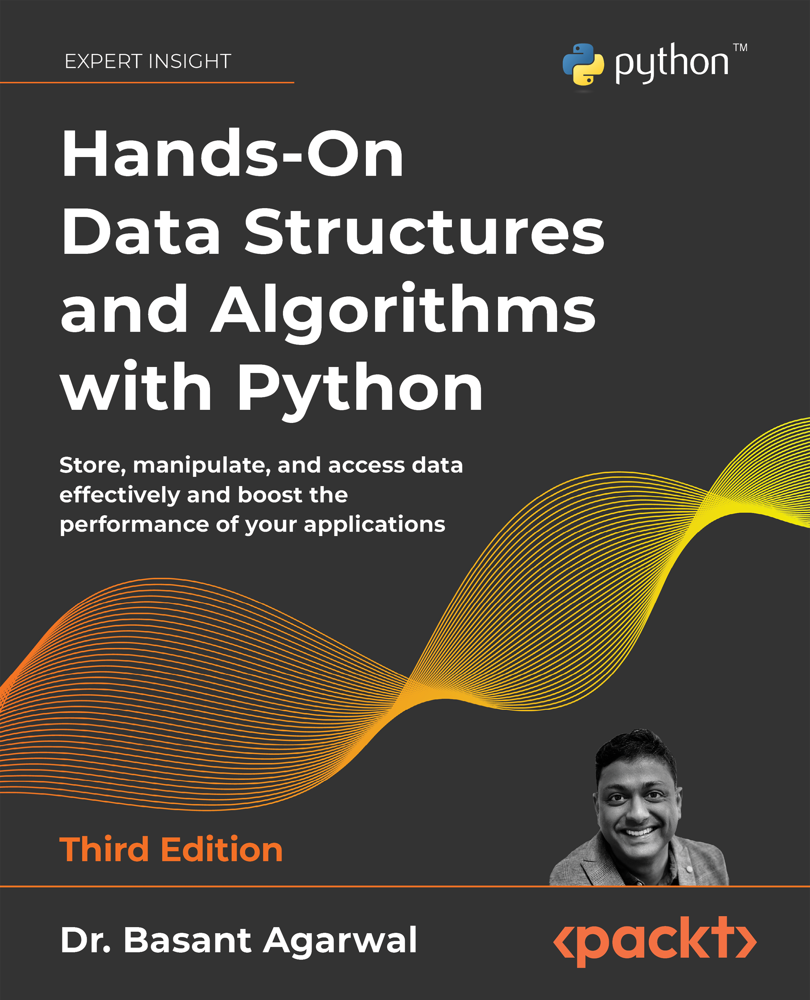 EXPERT INSIGHT
python™
Hands-On
Data Structures
and Algorithms
with Python
Store, manipulate, and access data
effectively and boost the
performance of your applications
Third Edition
Dr. Basant Agarwal
<packt>